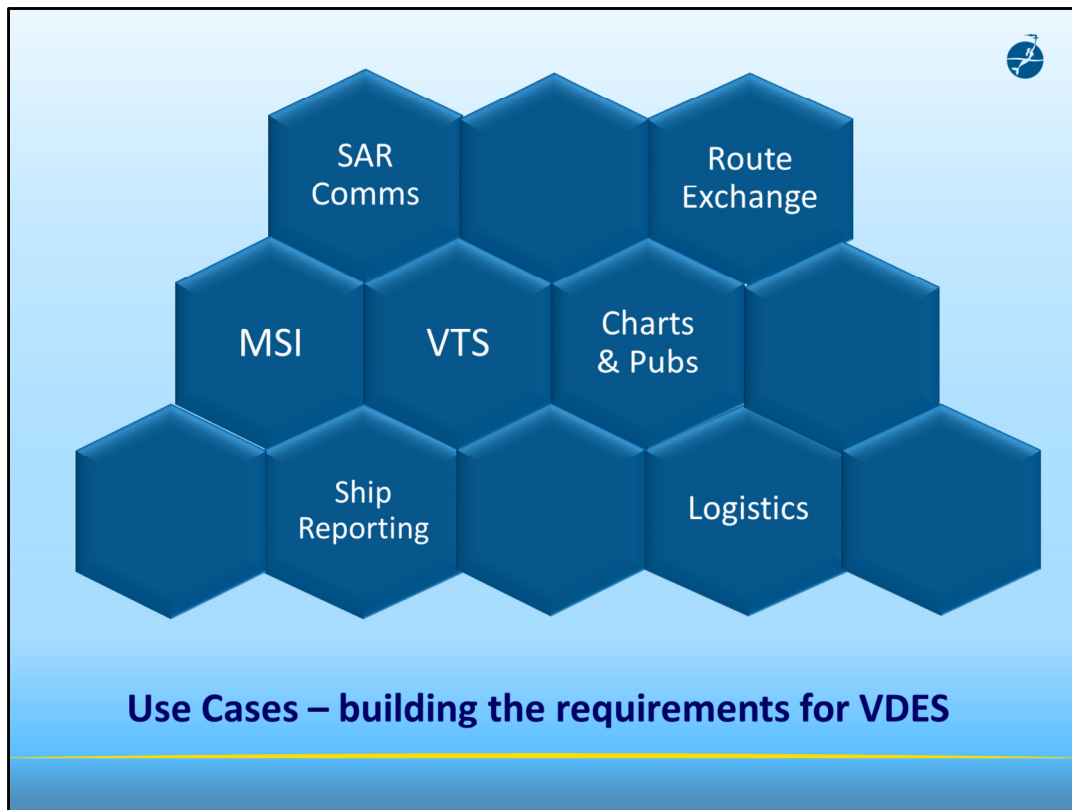 SAR
Comms
Route
Exchange
MSI
VTS
Charts
& Pubs
Ship
Reporting
Logistics
Use Cases – building the requirements for VDES